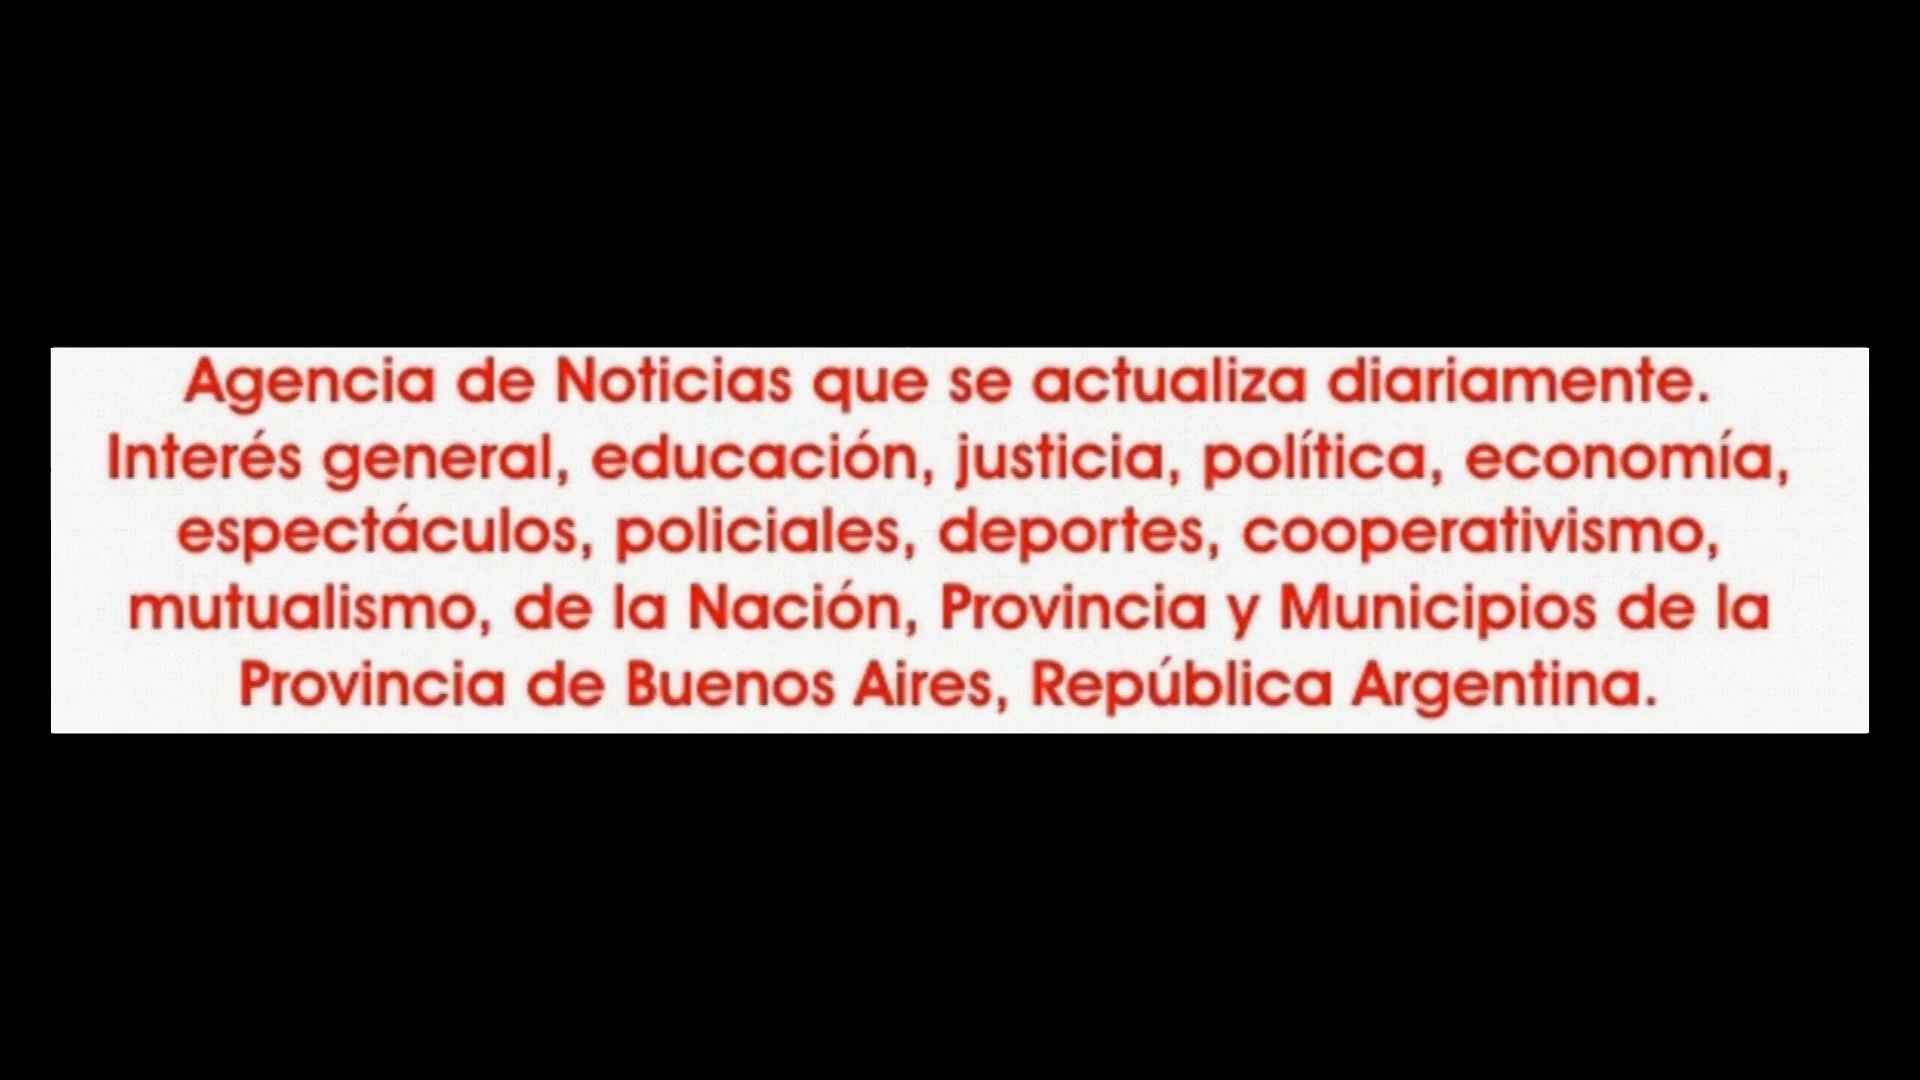 Agencia de Noticias que se actualiza diariamente.
Interés general, educación, justicia, política, economía,
espectáculos, policiales, deportes, cooperativismo,
mutualismo, de la Nación, Provincia y Municipios de la
Provincia de Buenos Aires, República Argentina.